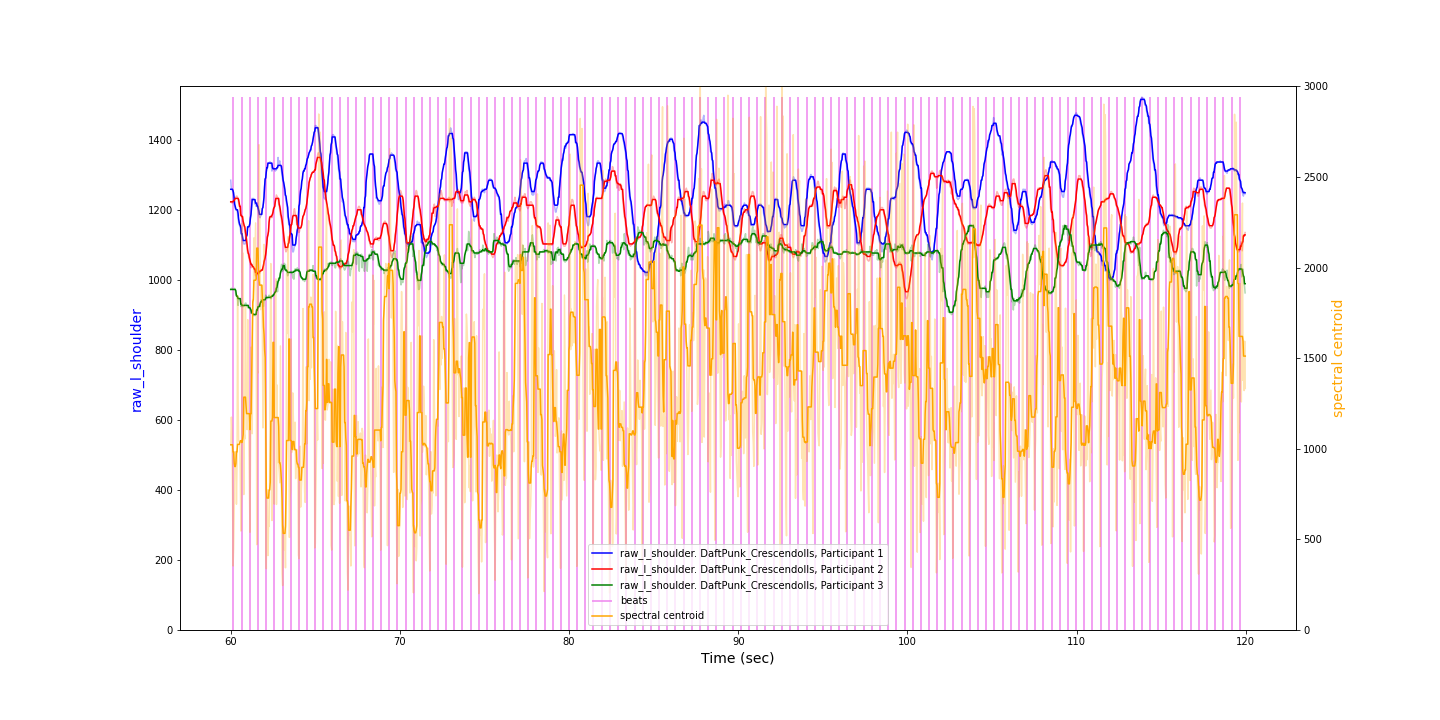 3000
1400
2500
1200
2000
1000
1500
800
raw_l_shoulder
spectral centroid
600
1000
400
500
200
raw_l_shoulder. DaftPunk_Crescendolls, Participant 1
raw_l_shoulder. DaftPunk_Crescendolls, Participant 2
raw_l_shoulder. DaftPunk_Crescendolls, Participant 3
beats
spectral centroid
0
0
60 70 80 90 100 110 120
Time (sec)